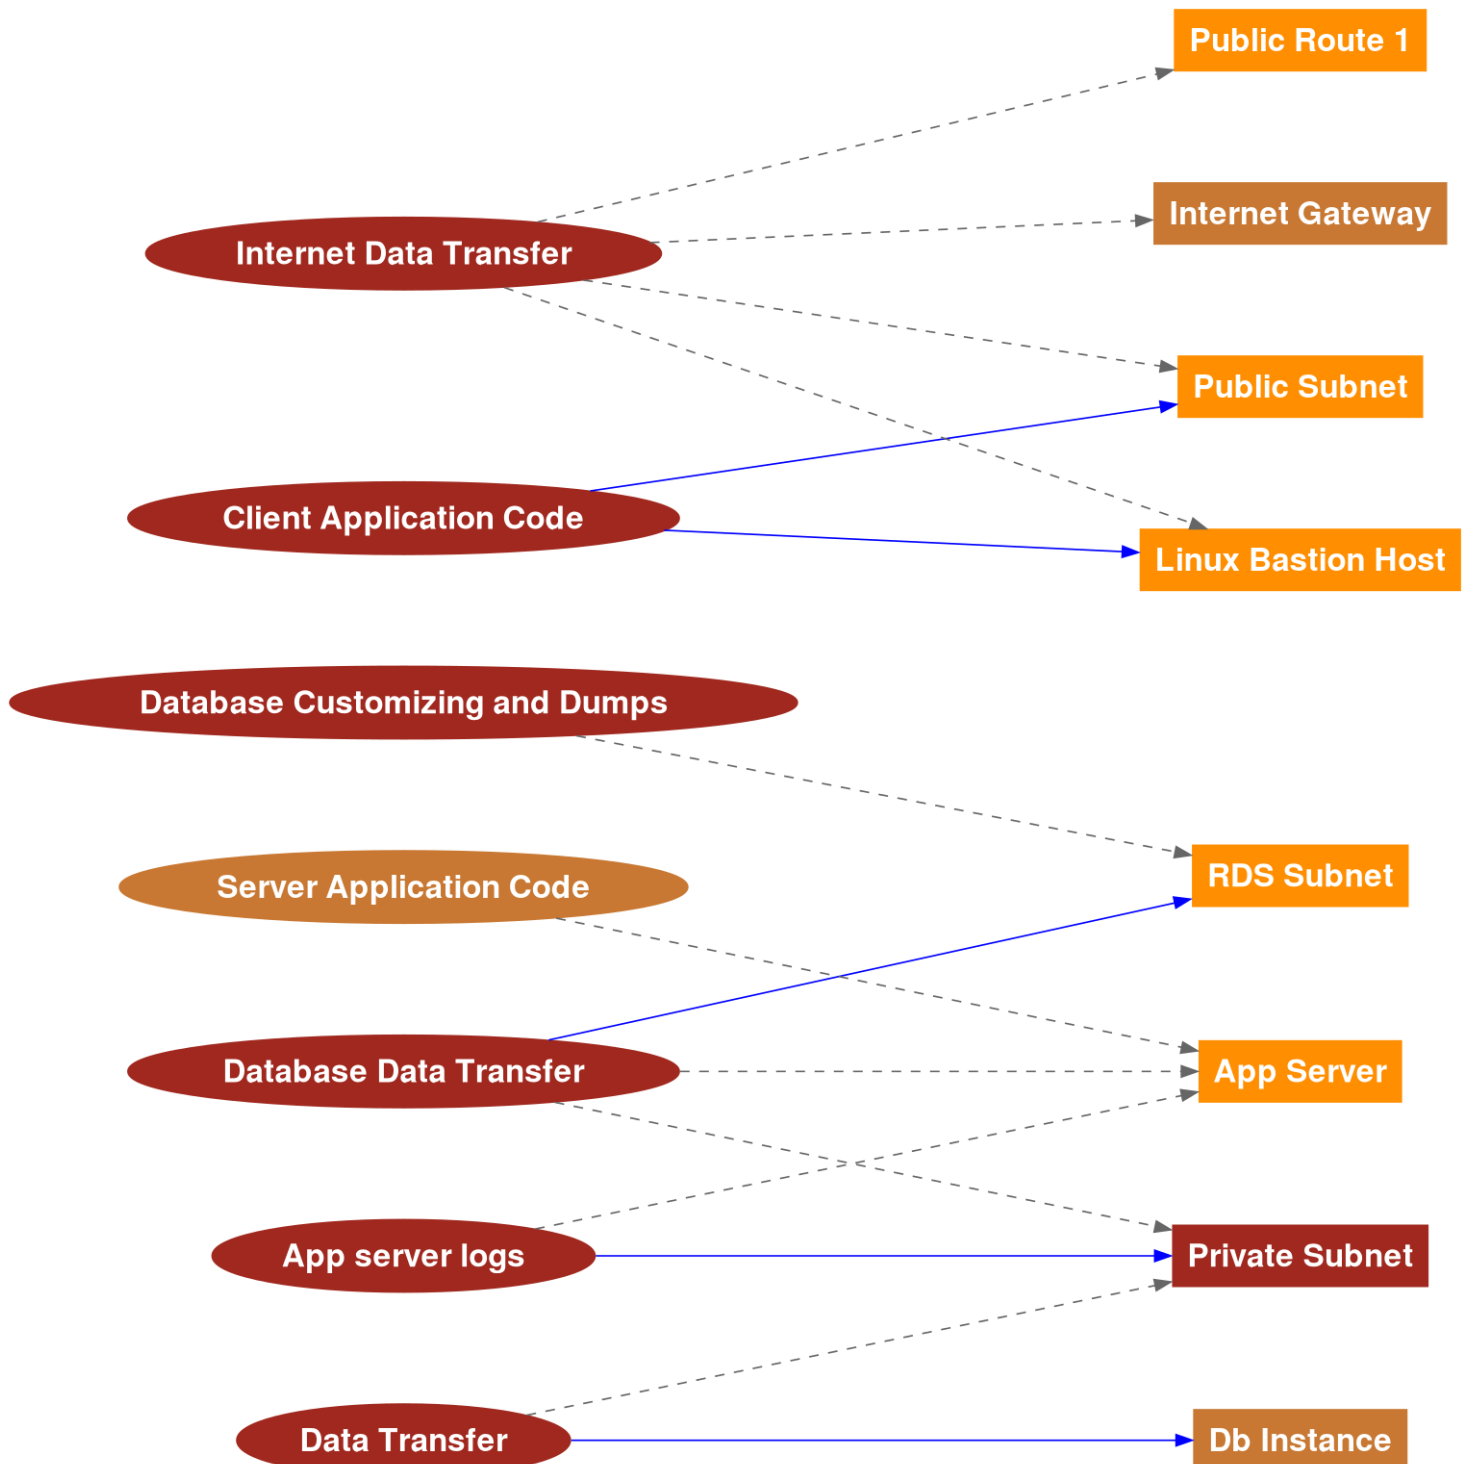 Public Route 1
Internet Gateway
Internet Data Transfer
Public Subnet
Client Application Code
Linux Bastion Host
Database Customizing and Dumps
RDS Subnet
Server Application Code
Database Data Transfer
App Server
App server logs
Private Subnet
Data Transfer
Db Instance